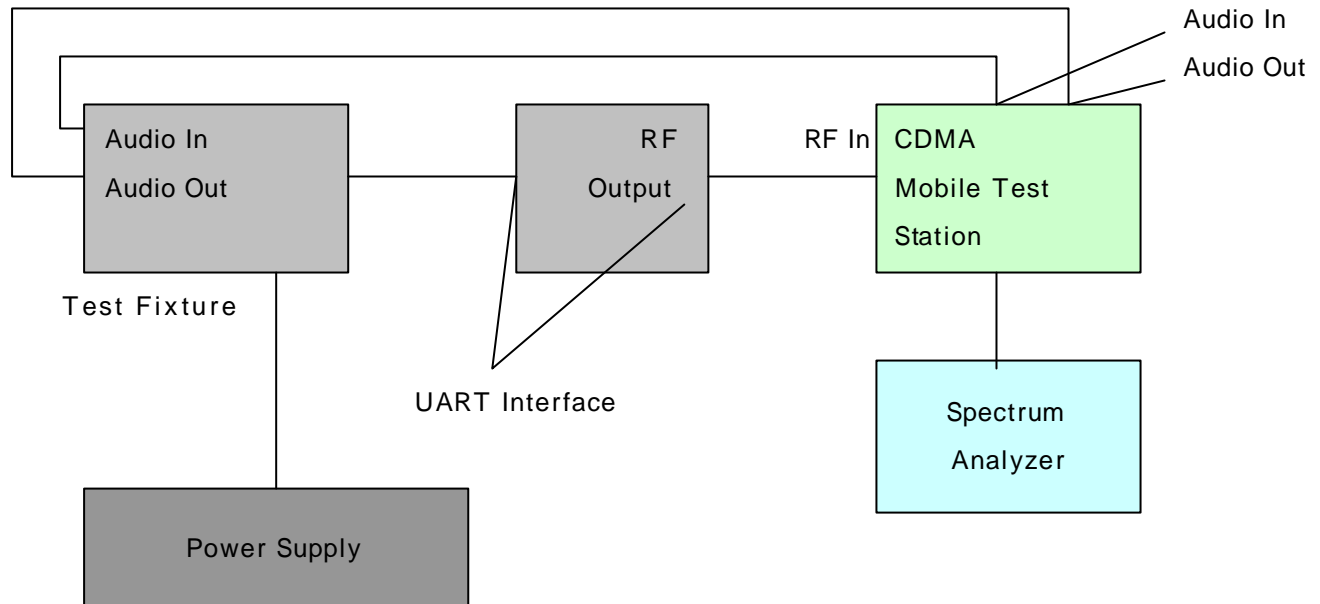 Audio In
Audio Out
Audio In
Audio Out
RF
Output
RF In
CDMA
Mobile Test
Station
Test Fixture
UART Interface
Spectrum
Analyzer
Power Supply